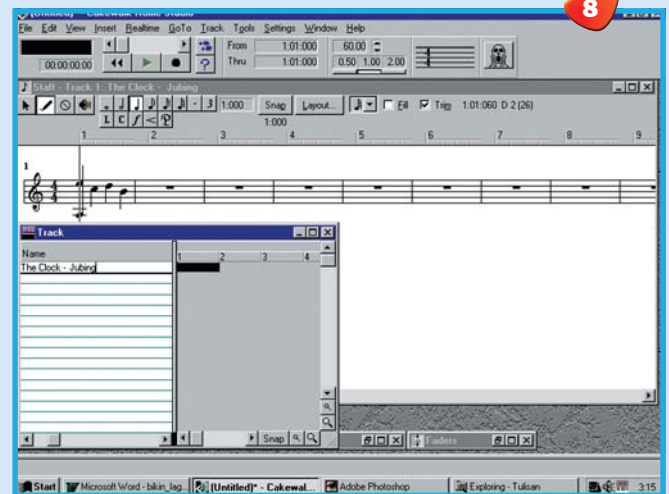 8
(Untitled)* - Cakewalk Home Studio
File Edit View Insert Realtime GoTo Track Tools Settings Window Help
From 1:01:000 60.00
00:00:00:00 Thru 1:01:000 0.50 1.00 2.00
Staff - Track 1: The Clock - Jubing
3 1:000 Snap Layout... Fill Trim 1:01:060 D 2 (26)
L C f < P 1:000
1 2 3 4 5 6 7 8 9
1
4
4
Track
Name 1 2 3 4
The Clock - Jubing
Snap
Faders
Start Microsoft Word - bikin_lag... (Untitled)* - Cakewal... Adobe Photoshop Exploring - Tulisan 3:15